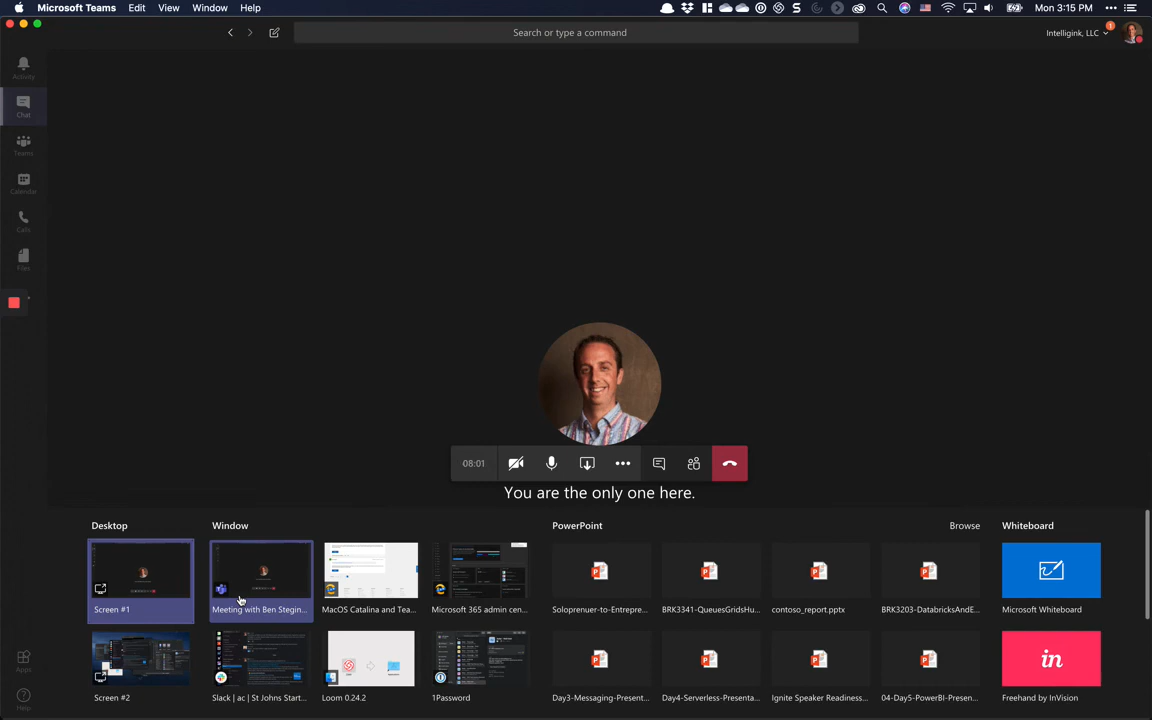 Microsoft Teams Edit View Window Help Mon 3:15 PM
Search or type a command
Intelligink, LLC
1
Activity
Chat
Teams
Calendar
Calls
Files
08:01
You are the only one here.
Desktop Window PowerPoint Browse Whiteboard
Screen #1 Meeting with Ben Stegin... MacOS Catalina and Tea... Microsoft 365 admin cen... Soloprenuer-to-Entrepre... BRK3341-QueuesGridsHu... contoso_report.pptx BRK3203-DatabricksAndE... Microsoft Whiteboard
in
Screen #2 Slack | ac | St Johns Start... Loom 0.24.2 1Password Day3-Messaging-Present... Day4-Serverless-Presenta... Ignite Speaker Readiness... 04-Day5-PowerBI-Presen... Freehand by InVision
Apps
Help